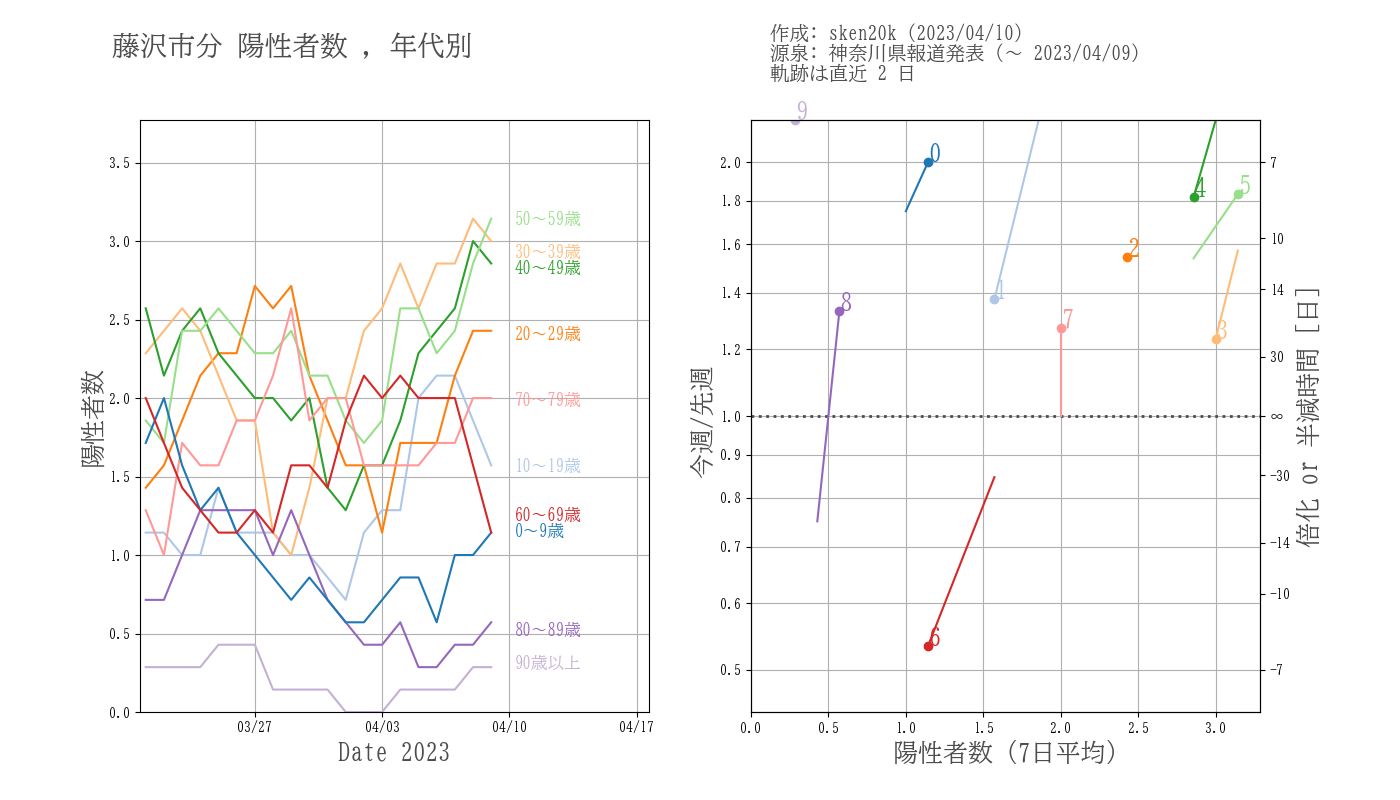 藤沢市分 陽性者数 , 年代別
作成: sken20k (2023/04/10)
源泉: 神奈川県報道発表 (〜 2023/04/09)
軌跡は直近 2 日
陽性者数
3.5
3.0
2.5
2.0
1.5
1.0
0.5
0.0
50〜59歳
30〜39歳
40〜49歳
20〜29歳
70〜79歳
10〜19歳
60〜69歳
0〜9歳
80〜89歳
90歳以上
03/27
04/03
04/10
04/17
Date 2023
今週/先週
2.0
1.8
1.6
1.4
1.2
1.0
0.9
0.8
0.7
0.6
0.5
9
0
4
5
2
1
8
7
3
6
7
10
14
30
∞
-30
-14
-10
-7
倍化 or 半減時間 [日]
0.0
0.5
1.0
1.5
2.0
2.5
3.0
陽性者数 (7日平均)